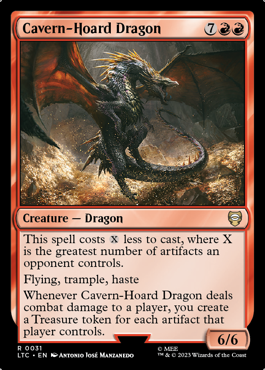 Cavern-Hoard Dragon 7
Creature — Dragon
This spell costs X less to cast, where X
is the greatest number of artifacts an
opponent controls.
Flying, trample, haste
Whenever Cavern-Hoard Dragon deals
combat damage to a player, you create
a Treasure token for each artifact that
player controls.
6/6
R 0031 © MEE
LTC • EN Antonio José Manzanedo ™ & © 2023 Wizards of the Coast